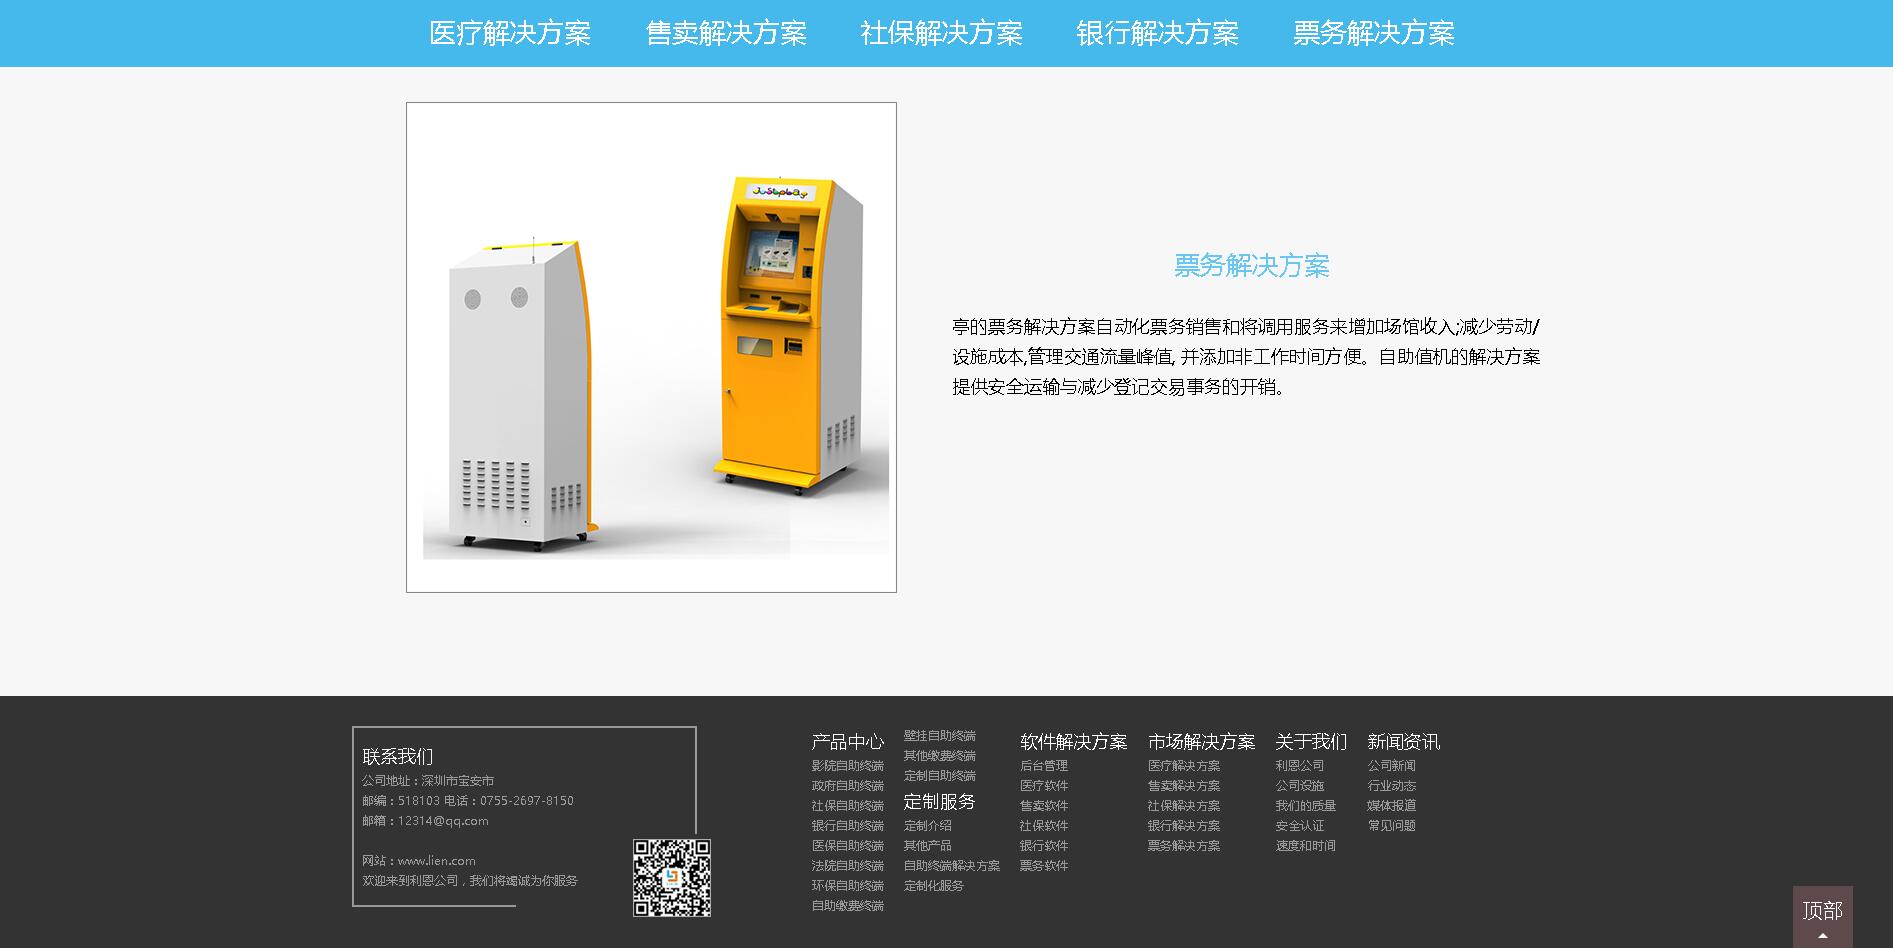 医疗解决方案 售卖解决方案 社保解决方案 银行解决方案 票务解决方案
票务解决方案
亭的票务解决方案自动化票务销售和将调用服务来增加场馆收入;减少劳动/
设施成本,管理交通流量峰值, 并添加非工作时间方便。自助值机的解决方案
提供安全运输与减少登记交易事务的开销。
联系我们
公司地址：深圳市宝安市
邮编：518103 电话：0755-2697-8150
邮箱：12314@qq.com
网站：www.lien.com
欢迎来到利恩公司，我们将竭诚为你服务
产品中心
影院自助终端
政府自助终端
社保自助终端
银行自助终端
医保自助终端
法院自助终端
环保自助终端
自助缴费终端
壁挂自助终端
其他缴费终端
定制自助终端
定制服务
定制介绍
其他产品
自助终端解决方案
定制化服务
软件解决方案
后台管理
医疗软件
售卖软件
社保软件
银行软件
票务软件
市场解决方案
医疗解决方案
售卖解决方案
社保解决方案
银行解决方案
票务解决方案
关于我们
利恩公司
公司设施
我们的质量
安全认证
速度和时间
新闻资讯
公司新闻
行业动态
媒体报道
常见问题
顶部